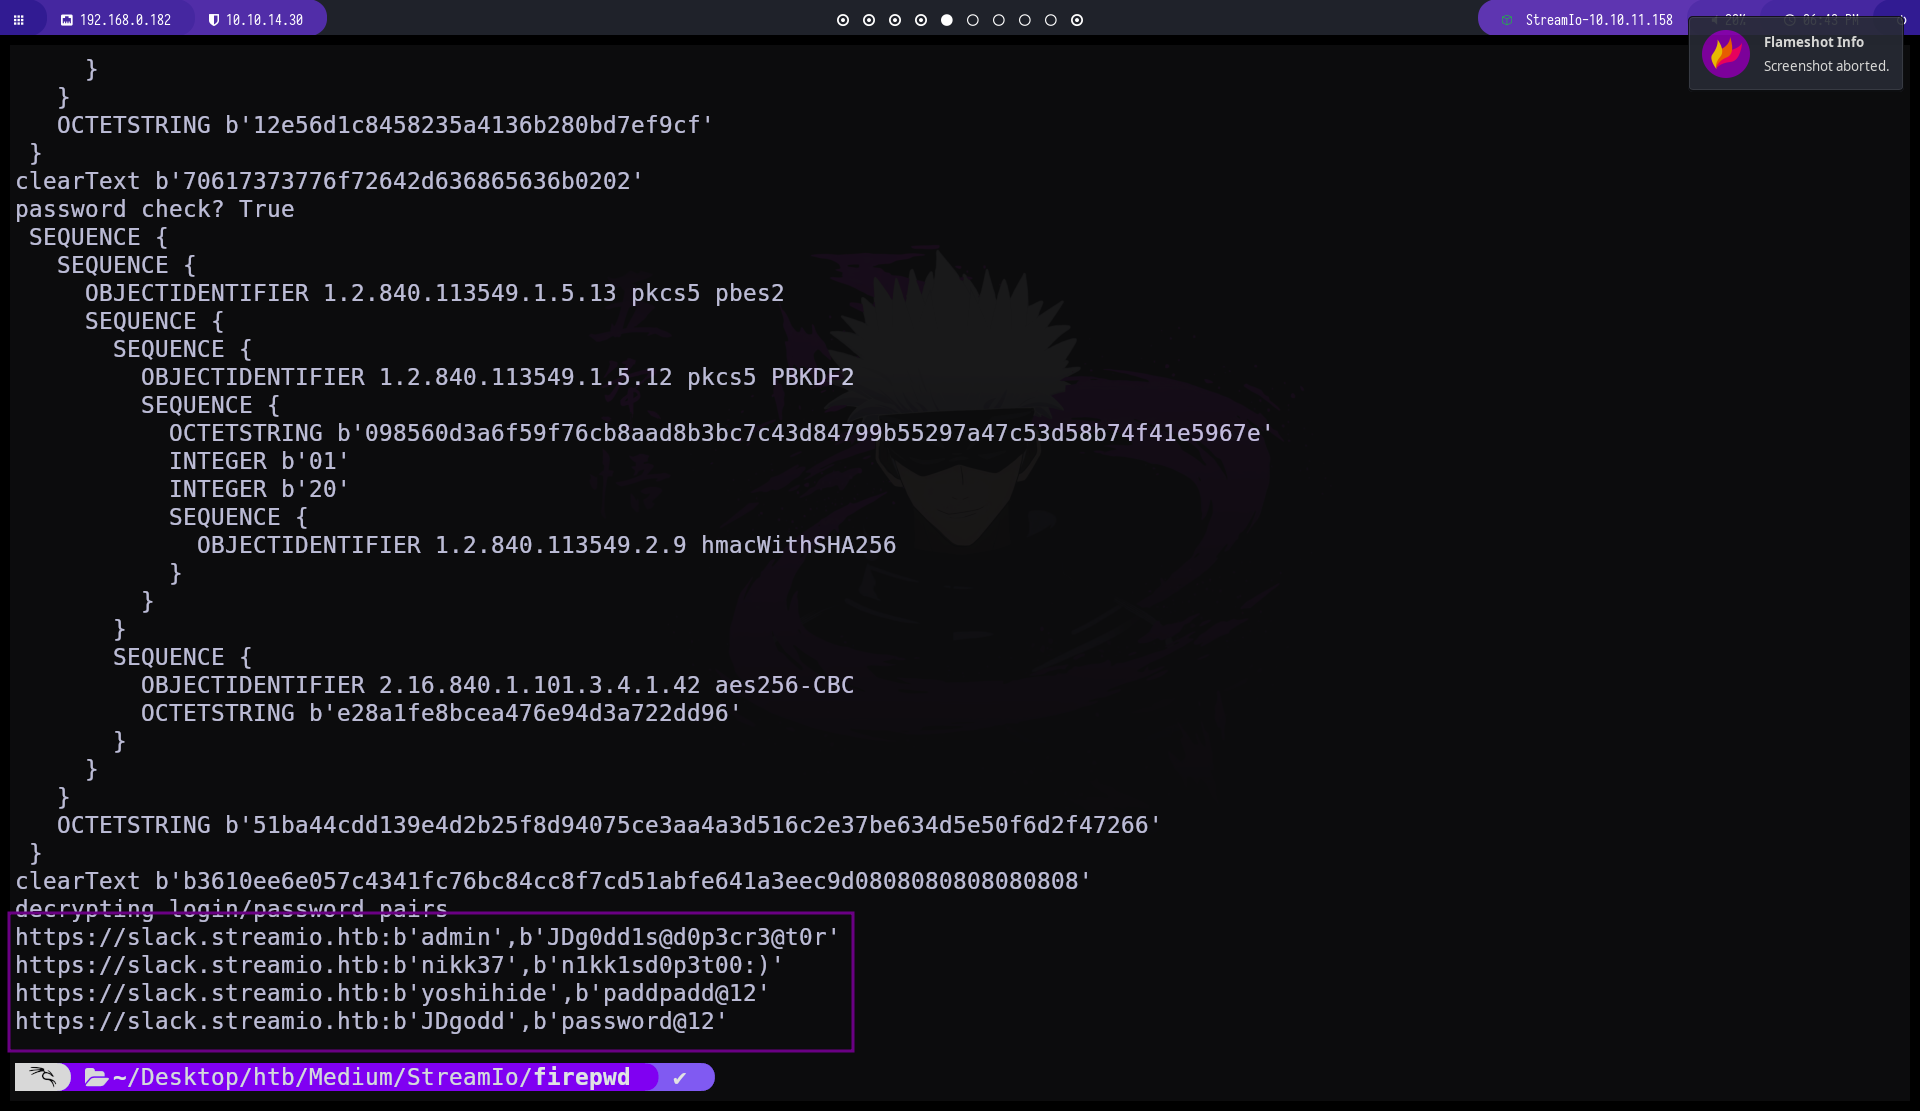 192.168.0.182 10.10.14.30 StreamIo-10.10.11.158
Flameshot Info
Screenshot aborted.
}
}
OCTETSTRING b'12e56d1c8458235a4136b280bd7ef9cf'
}
clearText b'70617373776f72642d636865636b0202'
password check? True
SEQUENCE {
SEQUENCE {
OBJECTIDENTIFIER 1.2.840.113549.1.5.13 pkcs5 pbes2
SEQUENCE {
SEQUENCE {
OBJECTIDENTIFIER 1.2.840.113549.1.5.12 pkcs5 PBKDF2
SEQUENCE {
OCTETSTRING b'098560d3a6f59f76cb8aad8b3bc7c43d84799b55297a47c53d58b74f41e5967e'
INTEGER b'01'
INTEGER b'20'
SEQUENCE {
OBJECTIDENTIFIER 1.2.840.113549.2.9 hmacWithSHA256
}
}
}
SEQUENCE {
OBJECTIDENTIFIER 2.16.840.1.101.3.4.1.42 aes256-CBC
OCTETSTRING b'e28a1fe8bcea476e94d3a722dd96'
}
}
}
OCTETSTRING b'51ba44cdd139e4d2b25f8d94075ce3aa4a3d516c2e37be634d5e50f6d2f47266'
}
clearText b'b3610ee6e057c4341fc76bc84cc8f7cd51abfe641a3eec9d0808080808080808'
decrypting login/password pairs
https://slack.streamio.htb:b'admin',b'JDg0dd1s@d0p3cr3@t0r'
https://slack.streamio.htb:b'nikk37',b'n1kk1sd0p3t00:)'
https://slack.streamio.htb:b'yoshihide',b'paddpadd@12'
https://slack.streamio.htb:b'JDgodd',b'password@12'
~/Desktop/htb/Medium/StreamIo/firepwd ✔